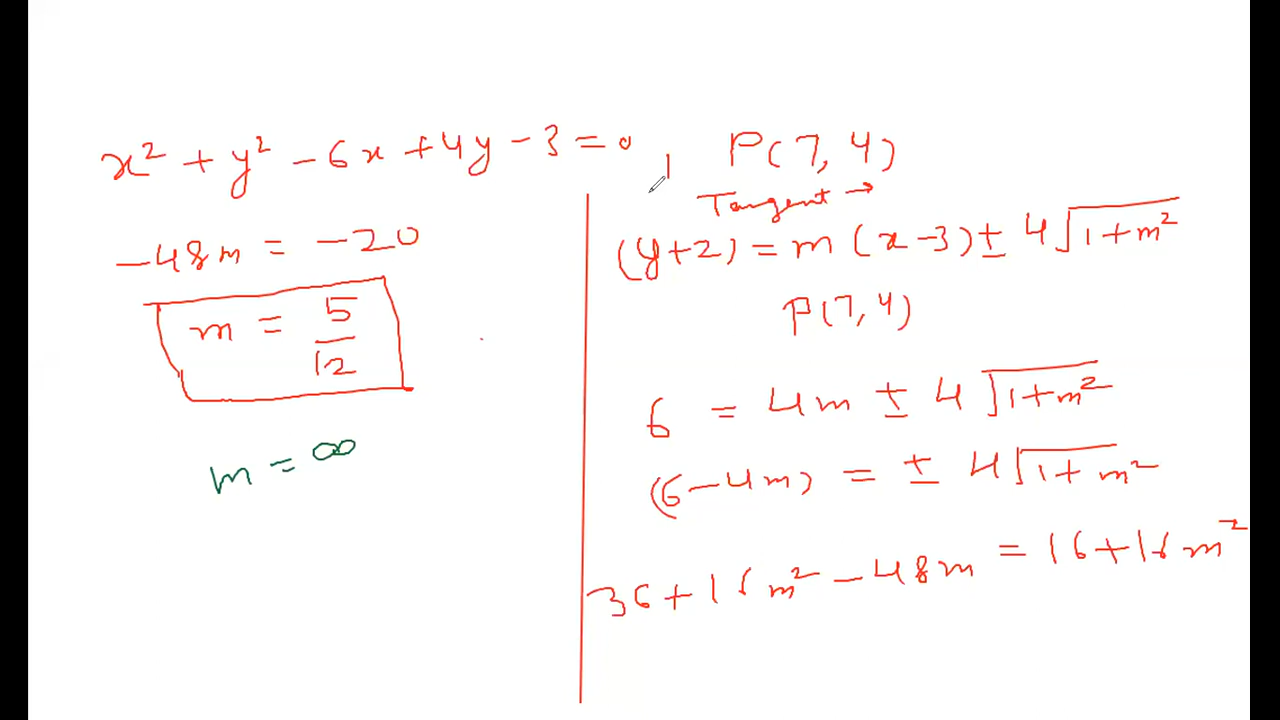 x² + y² - 6x + 4y - 3 = 0, P(7, 4)
-48m = -20
m = 5/12
m = ∞
Tangent →
(y+2) = m(x-3) ± 4√(1+m²)
P(7, 4)
6 = 4m ± 4√(1+m²)
(6-4m) = ± 4√(1+m²)
36 + 16m² - 48m = 16 + 16m²